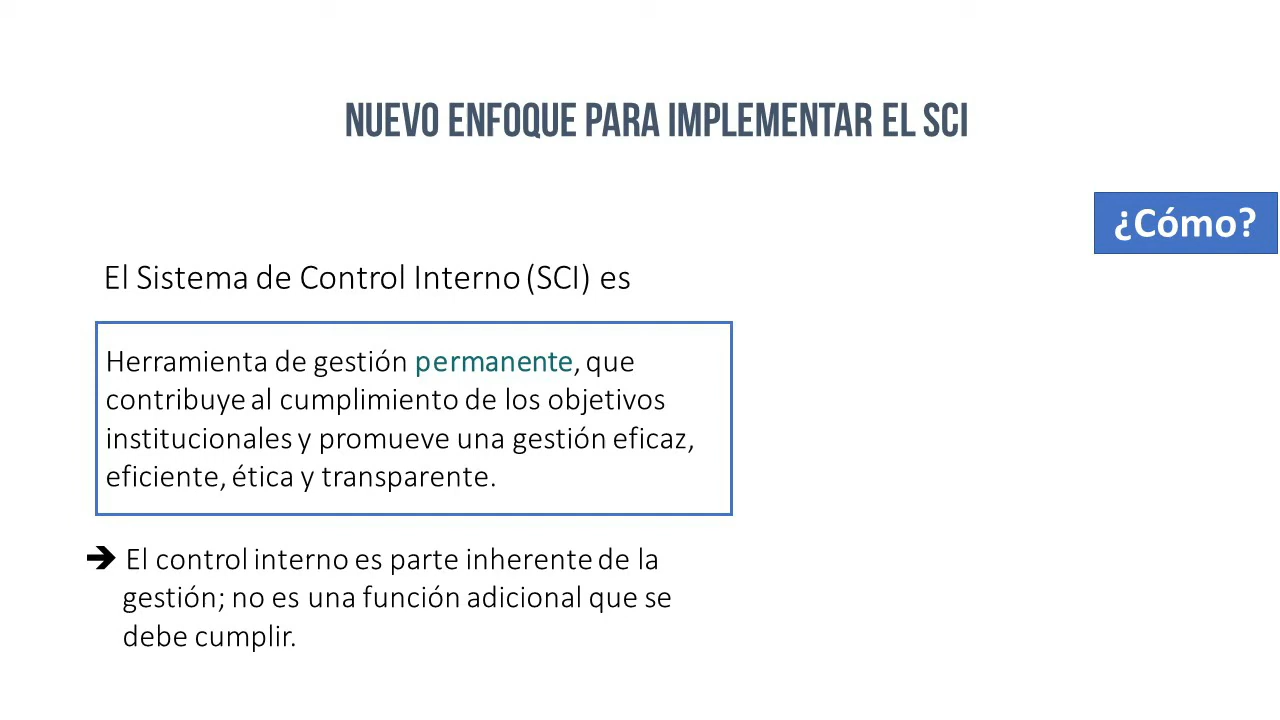 NUEVO ENFOQUE PARA IMPLEMENTAR EL SCI
¿Cómo?
El Sistema de Control Interno (SCI) es
Herramienta de gestión permanente, que
contribuye al cumplimiento de los objetivos
institucionales y promueve una gestión eficaz,
eficiente, ética y transparente.
➔ El control interno es parte inherente de la
gestión; no es una función adicional que se
debe cumplir.